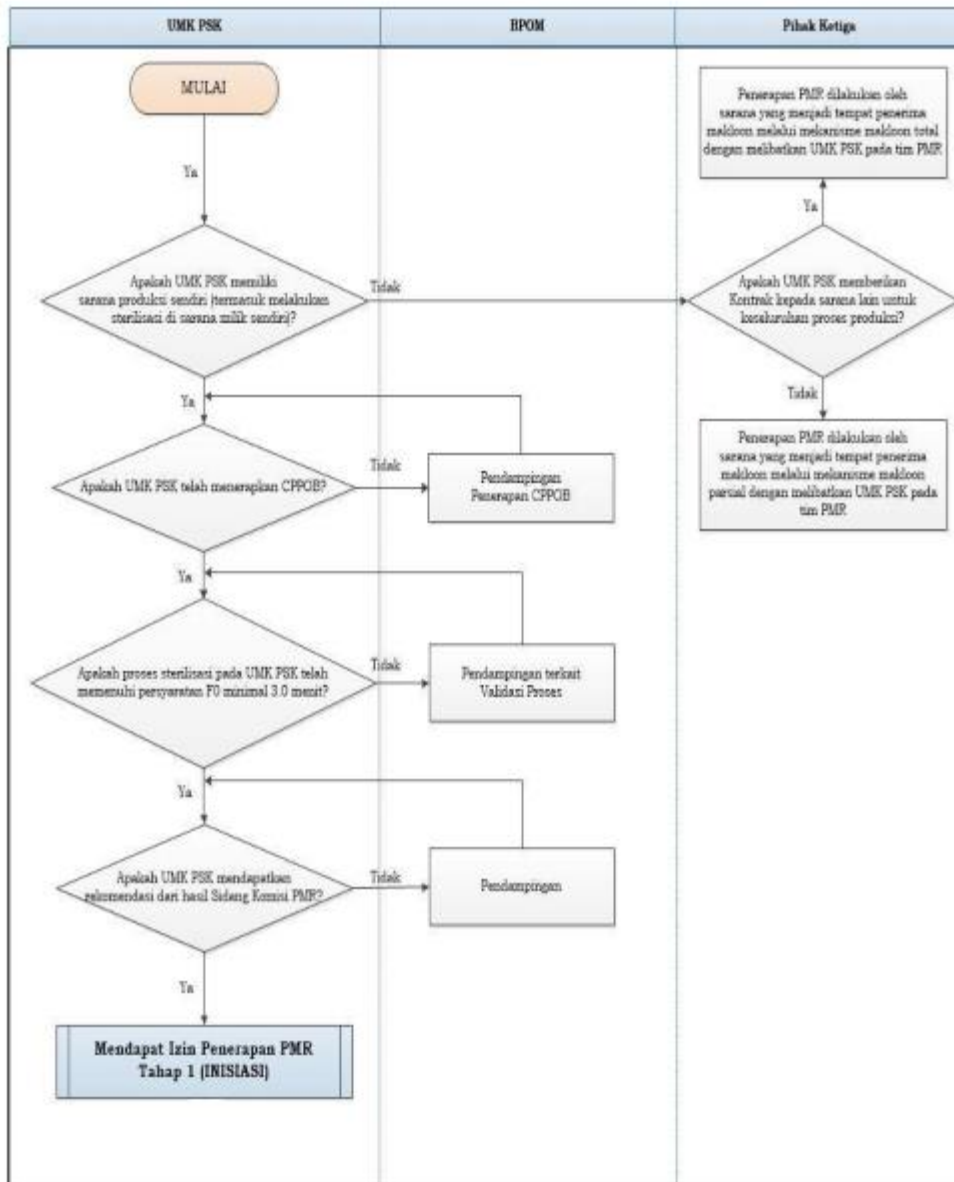 UMK PSK
BPOM
Pihak Ketiga
MULAI
Penerapan PMR dilakukan oleh
sarana yang menjadi tempat penerima
makloon melalui mekanisme makloon total
dengan melibatkan UMK PSK pada tim PMR
Ya
Ya
Apakah UMK PSK memiliki
sarana produksi sendiri (termasuk melakukan
sterilisasi di sarana milik sendiri)?
Tidak
Apakah UMK PSK memberikan
Kontrak kepada sarana lain untuk
keseluruhan proses produksi?
Ya
Tidak
Apakah UMK PSK telah menerapkan CPPOB?
Tidak
Pendampingan
Penerapan CPPOB
Penerapan PMR dilakukan oleh
sarana yang menjadi tempat penerima
makloon melalui mekanisme makloon
parsial dengan melibatkan UMK PSK pada
tim PMR
Ya
Apakah proses sterilisasi pada UMK PSK telah
memenuhi persyaratan F0 minimal 3.0 menit?
Tidak
Pendampingan terkait
Validasi Proses
Ya
Apakah UMK PSK mendapatkan
rekomendasi dari hasil Sidang Komisi PMR?
Tidak
Pendampingan
Ya
Mendapat Izin Penerapan PMR
Tahap 1 (INISIASI)